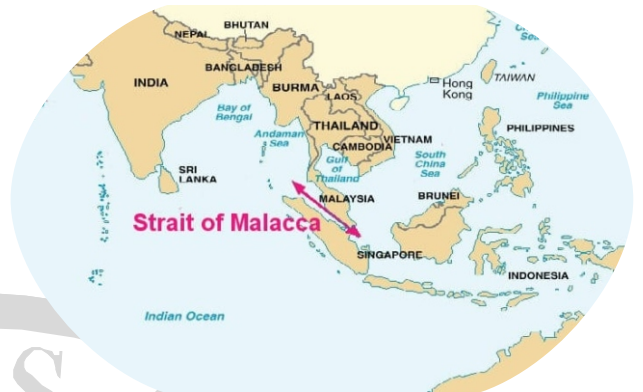 BHUTAN
NEPAL
BANGLADESH
INDIA
BURMA
LAOS
Hong
Kong
TAIWAN
Philippine
Sea
Bay of
Bengal
THAILAND
PHILIPPINES
Andaman
Sea
CAMBODIA
VIETNAM
Gulf
of
Thailand
South
China
Sea
SRI
LANKA
MALAYSIA
BRUNEI
Strait of Malacca
SINGAPORE
INDONESIA
Indian Ocean
S